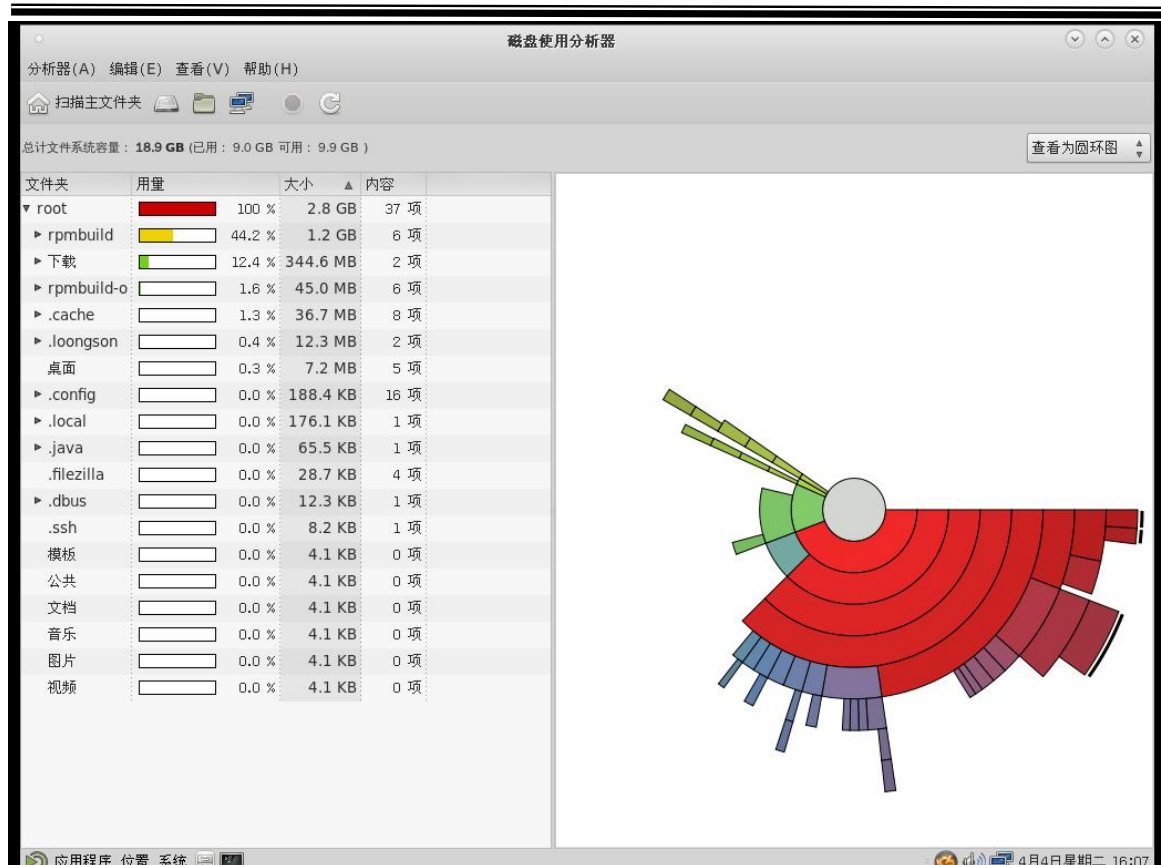 磁盘使用分析器
分析器(A) 编辑(E) 查看(V) 帮助(H)
扫描主文件夹
总计文件系统容量： 18.9 GB (已用： 9.0 GB 可用： 9.9 GB )
查看为圆环图
文件夹 用量 大小 内容
root 100 % 2.8 GB 37 项
rpmbuild 44.2 % 1.2 GB 6 项
下载 12.4 % 344.6 MB 2 项
rpmbuild-o 1.6 % 45.0 MB 6 项
.cache 1.3 % 36.7 MB 8 项
.loongson 0.4 % 12.3 MB 2 项
桌面 0.3 % 7.2 MB 5 项
.config 0.0 % 188.4 KB 16 项
.local 0.0 % 176.1 KB 1 项
.java 0.0 % 65.5 KB 1 项
.filezilla 0.0 % 28.7 KB 4 项
.dbus 0.0 % 12.3 KB 1 项
.ssh 0.0 % 8.2 KB 1 项
模板 0.0 % 4.1 KB 0 项
公共 0.0 % 4.1 KB 0 项
文档 0.0 % 4.1 KB 0 项
音乐 0.0 % 4.1 KB 0 项
图片 0.0 % 4.1 KB 0 项
视频 0.0 % 4.1 KB 0 项
应用程序 位置 系统 4月4日星期二 16:07